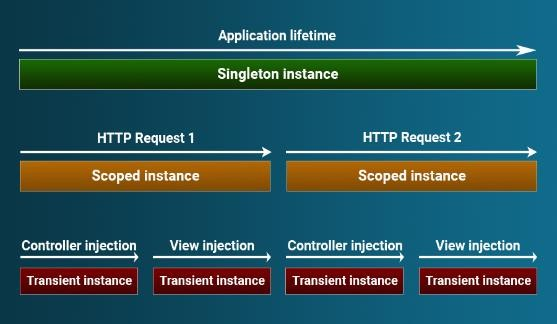 Application lifetime
Singleton instance
HTTP Request 1 HTTP Request 2
Scoped instance Scoped instance
Controller injection View injection Controller injection View injection
Transient instance Transient instance Transient instance Transient instance